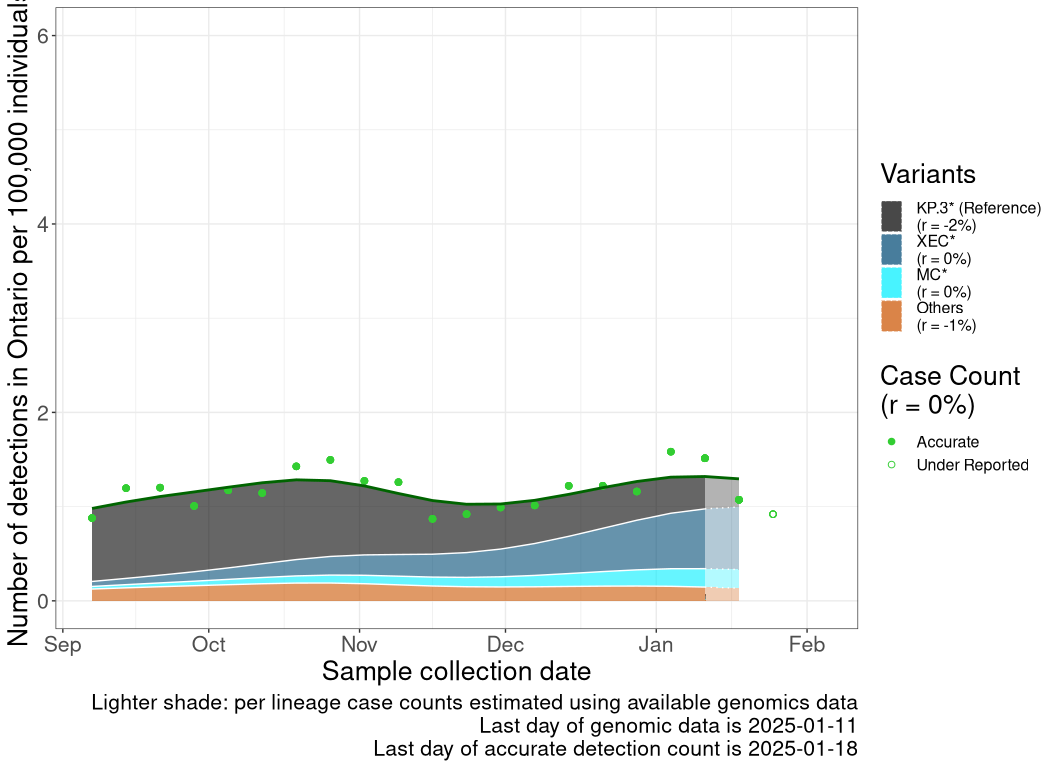 Number of detections in Ontario per 100,000 individuals
6
4
2
0
Sep Oct Nov Dec Jan Feb
Sample collection date
Lighter shade: per lineage case counts estimated using available genomics data
Last day of genomic data is 2025-01-11
Last day of accurate detection count is 2025-01-18
Variants
KP.3* (Reference)
(r = -2%)
XEC*
(r = 0%)
MC*
(r = 0%)
Others
(r = -1%)
Case Count
(r = 0%)
Accurate
Under Reported